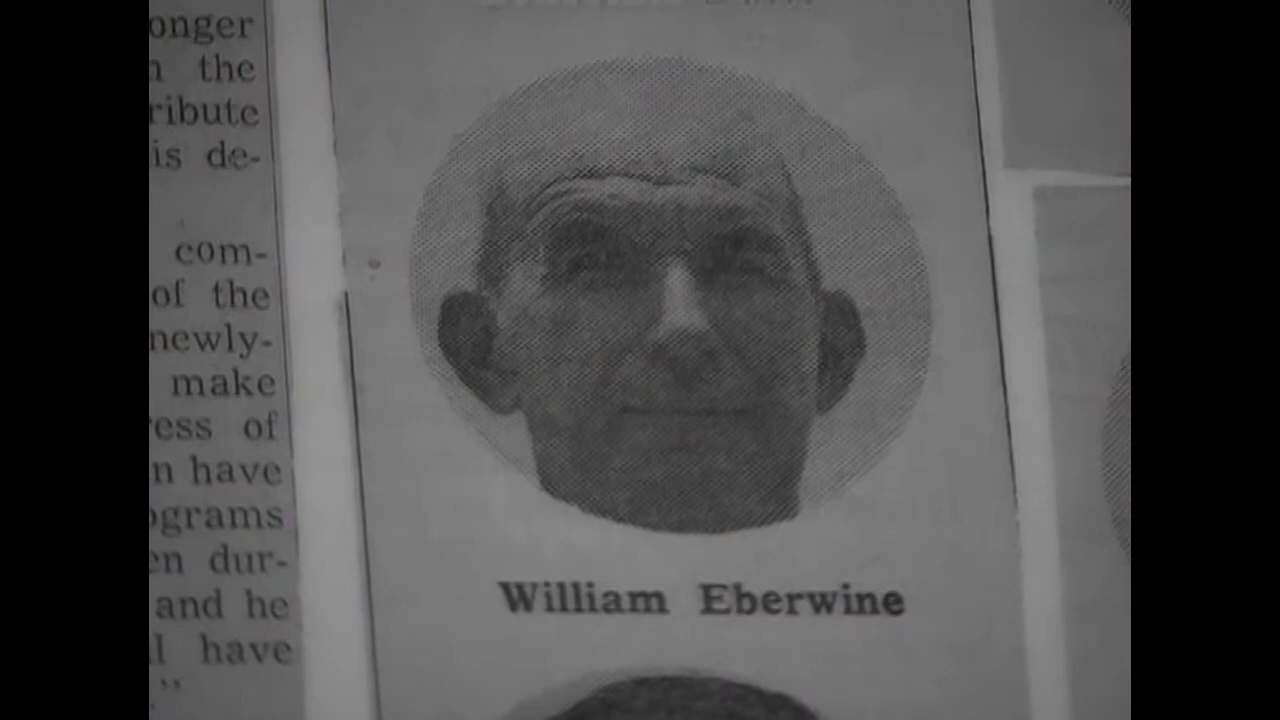 onger
the
ribute
is de-
com-
of the
newly-
make
ess of
n have
ograms
en dur-
and he
l have
"
William Eberwine